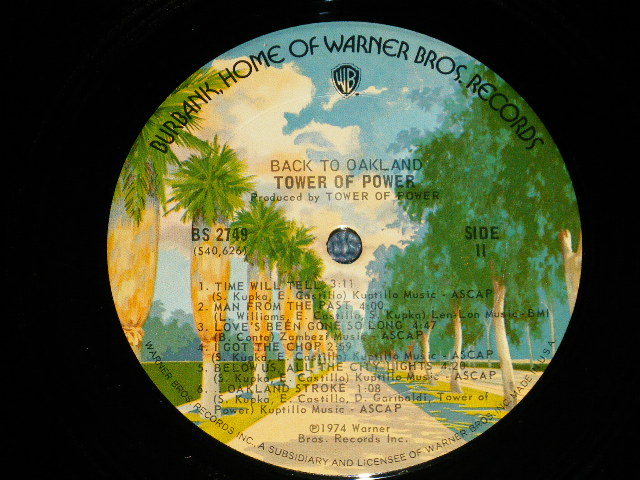 BURBANK, HOME OF WARNER BROS. RECORDS
WB
BACK TO OAKLAND
TOWER OF POWER
Produced by TOWER OF POWER
BS 2749
(S40,626)
SIDE
II
1. TIME WILL TELL 3:11
(S. Kupka, E. Castillo) Kuptillo Music - ASCAP
2. MAN FROM THE PAST 4:09
(L. Williams, E. Castillo, S. Kupka) Len-Lon Music - BMI
3. LOVE'S BEEN GONE SO LONG 4:47
(B. Conto) Zambezi Music - ASCAP
4. I GOT THE CHOP 2:59
(S. Kupka, E. Castillo) Kuptillo Music - ASCAP
5. BELOW US, ALL THE CITY LIGHTS 4:20
(S. Kupka, E. Castillo) Kuptillo Music - ASCAP
6. . OAKLAND STROKE 1:08
(S. Kupka, E. Castillo, D. Garibaldi, Tower of
Power) Kuptillo Music - ASCAP
℗1974 Warner
Bros. Records Inc.
WARNER BROS. RECORDS INC., A SUBSIDIARY AND LICENSEE OF WARNER BROS. INC. MADE IN U.S.A.